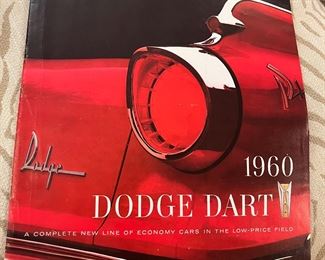 Dodge
1960
DODGE DART
A COMPLETE NEW LINE OF ECONOMY CARS IN THE LOW-PRICE FIELD